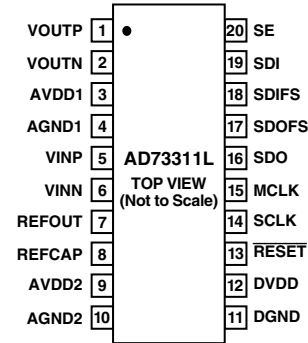 VOUTP 1 20 SE
VOUTN 2 19 SDI
AVDD1 3 18 SDIFS
AGND1 4 17 SDOFS
VINP 5 AD73311L 16 SDO
VINN 6 TOP VIEW 15 MCLK
(Not to Scale)
REFOUT 7 14 SCLK
REFCAP 8 13 RESET
AVDD2 9 12 DVDD
AGND2 10 11 DGND